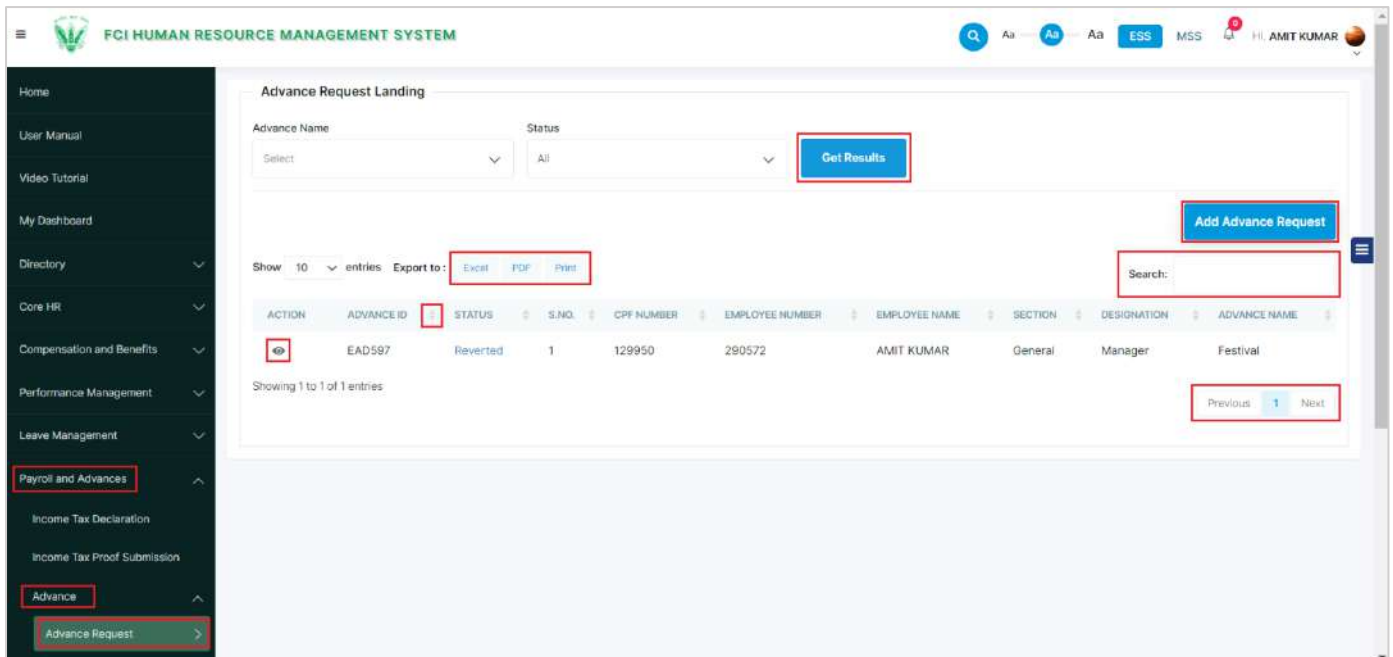 FCI HUMAN RESOURCE MANAGEMENT SYSTEM
Aa Aa Aa ESS MSS 0 Hi, AMIT KUMAR
Home
User Manual
Video Tutorial
My Dashboard
Directory
Core HR
Compensation and Benefits
Performance Management
Leave Management
Payroll and Advances
Income Tax Declaration
Income Tax Proof Submission
Advance
Advance Request
Advance Request Landing
Advance Name Status
Select All Get Results
Add Advance Request
Show 10 entries Export to : Excel PDF Print Search:
ACTION ADVANCE ID STATUS S.NO. CPF NUMBER EMPLOYEE NUMBER EMPLOYEE NAME SECTION DESIGNATION ADVANCE NAME
EAD597 Reverted 1 129950 290572 AMIT KUMAR General Manager Festival
Showing 1 to 1 of 1 entries
Previous 1 Next